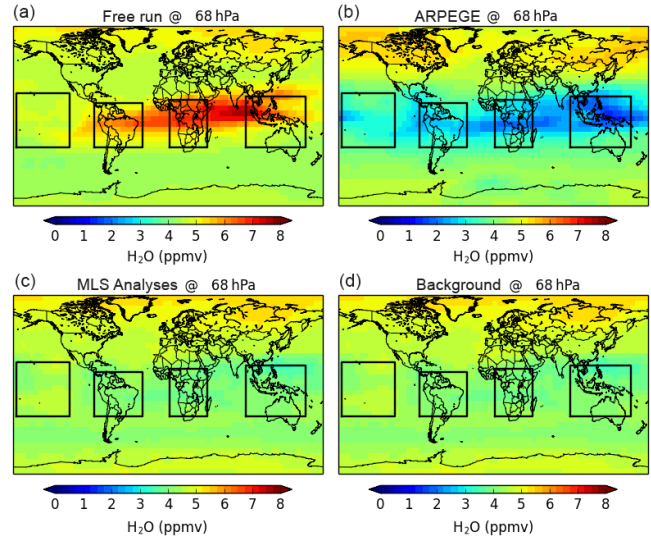 (a) Free run @ 68 hPa
(b) ARPEGE @ 68 hPa
0 1 2 3 4 5 6 7 8
H₂O (ppmv)
0 1 2 3 4 5 6 7 8
H₂O (ppmv)
(c) MLS Analyses @ 68 hPa
(d) Background @ 68 hPa
0 1 2 3 4 5 6 7 8
H₂O (ppmv)
0 1 2 3 4 5 6 7 8
H₂O (ppmv)